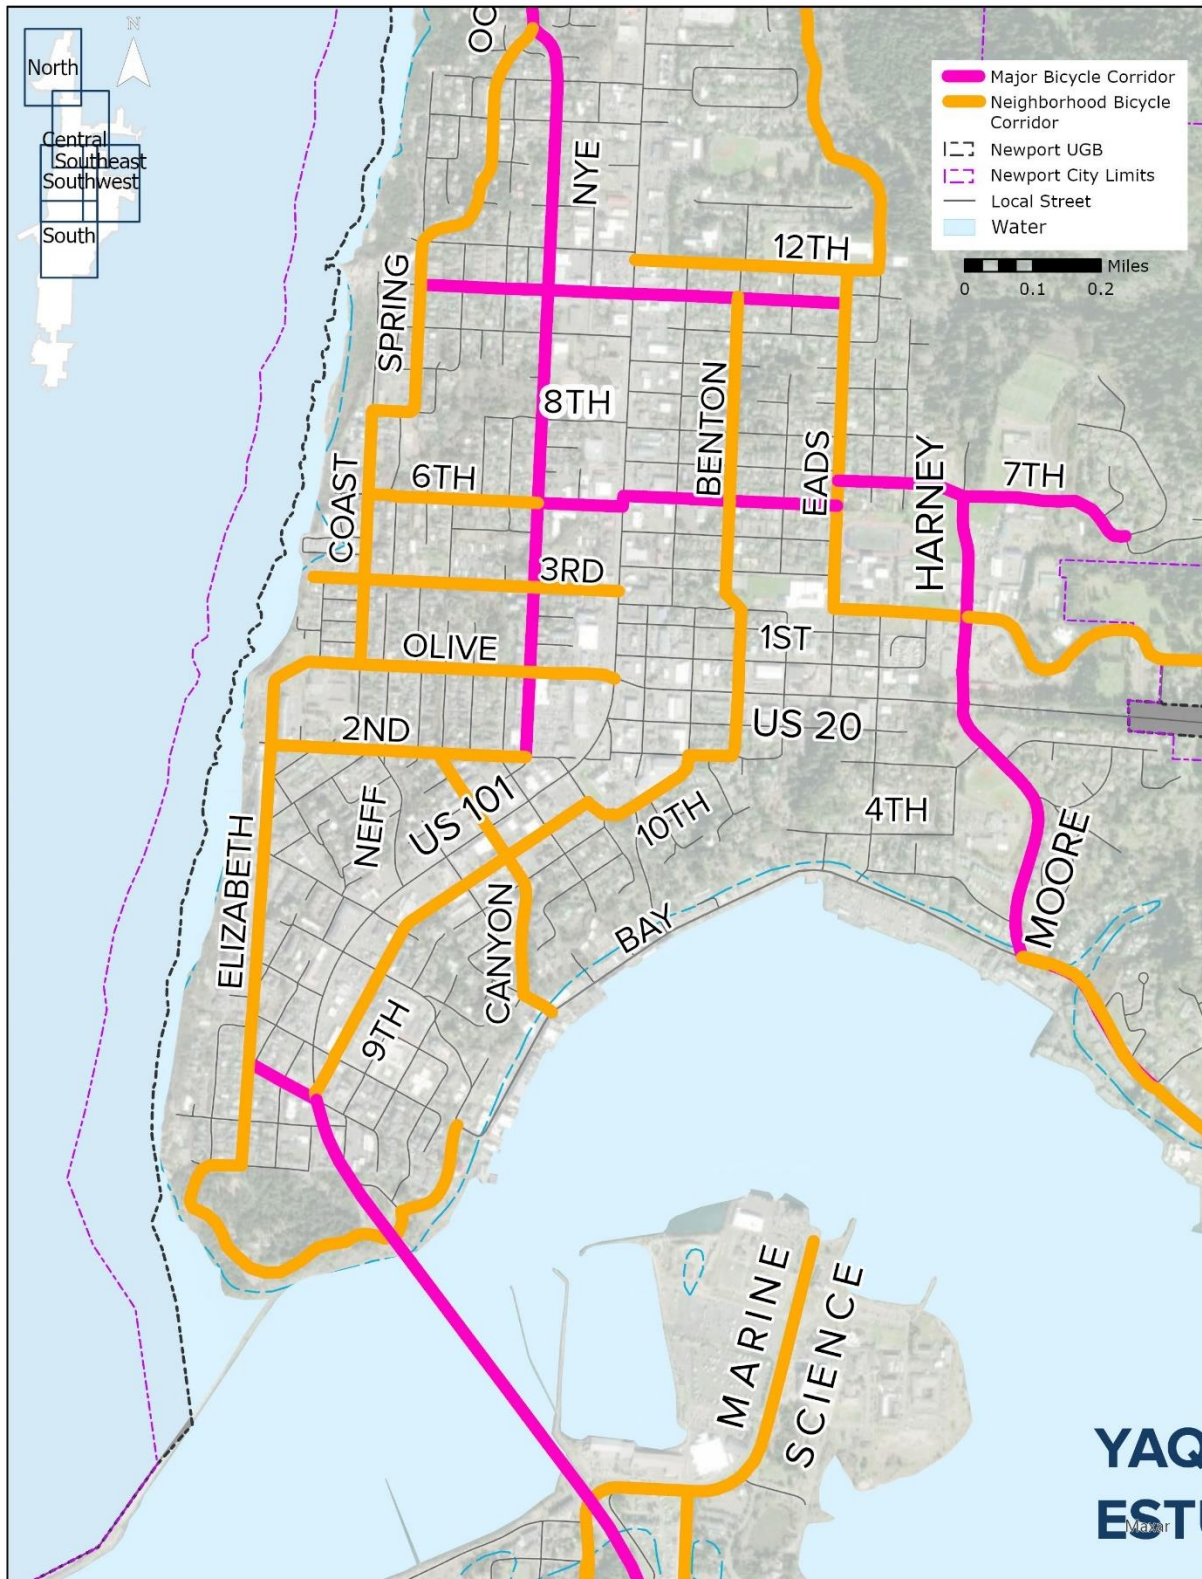 OC
N
North
Central
Southeast
Southwest
South
Major Bicycle Corridor
Neighborhood Bicycle
Corridor
Newport UGB
Newport City Limits
Local Street
Water
Miles
0 0.1 0.2
NYE
12TH
SPRING
8TH
BENTON
EADS
HARNEY
7TH
6TH
COAST
3RD
1ST
OLIVE
US 20
2ND
NEFF
US 101
10TH
4TH
MOORE
ELIZABETH
CANYON
BAY
9TH
MARINE
SCIENCE
YAQ
ESTU
Maxar